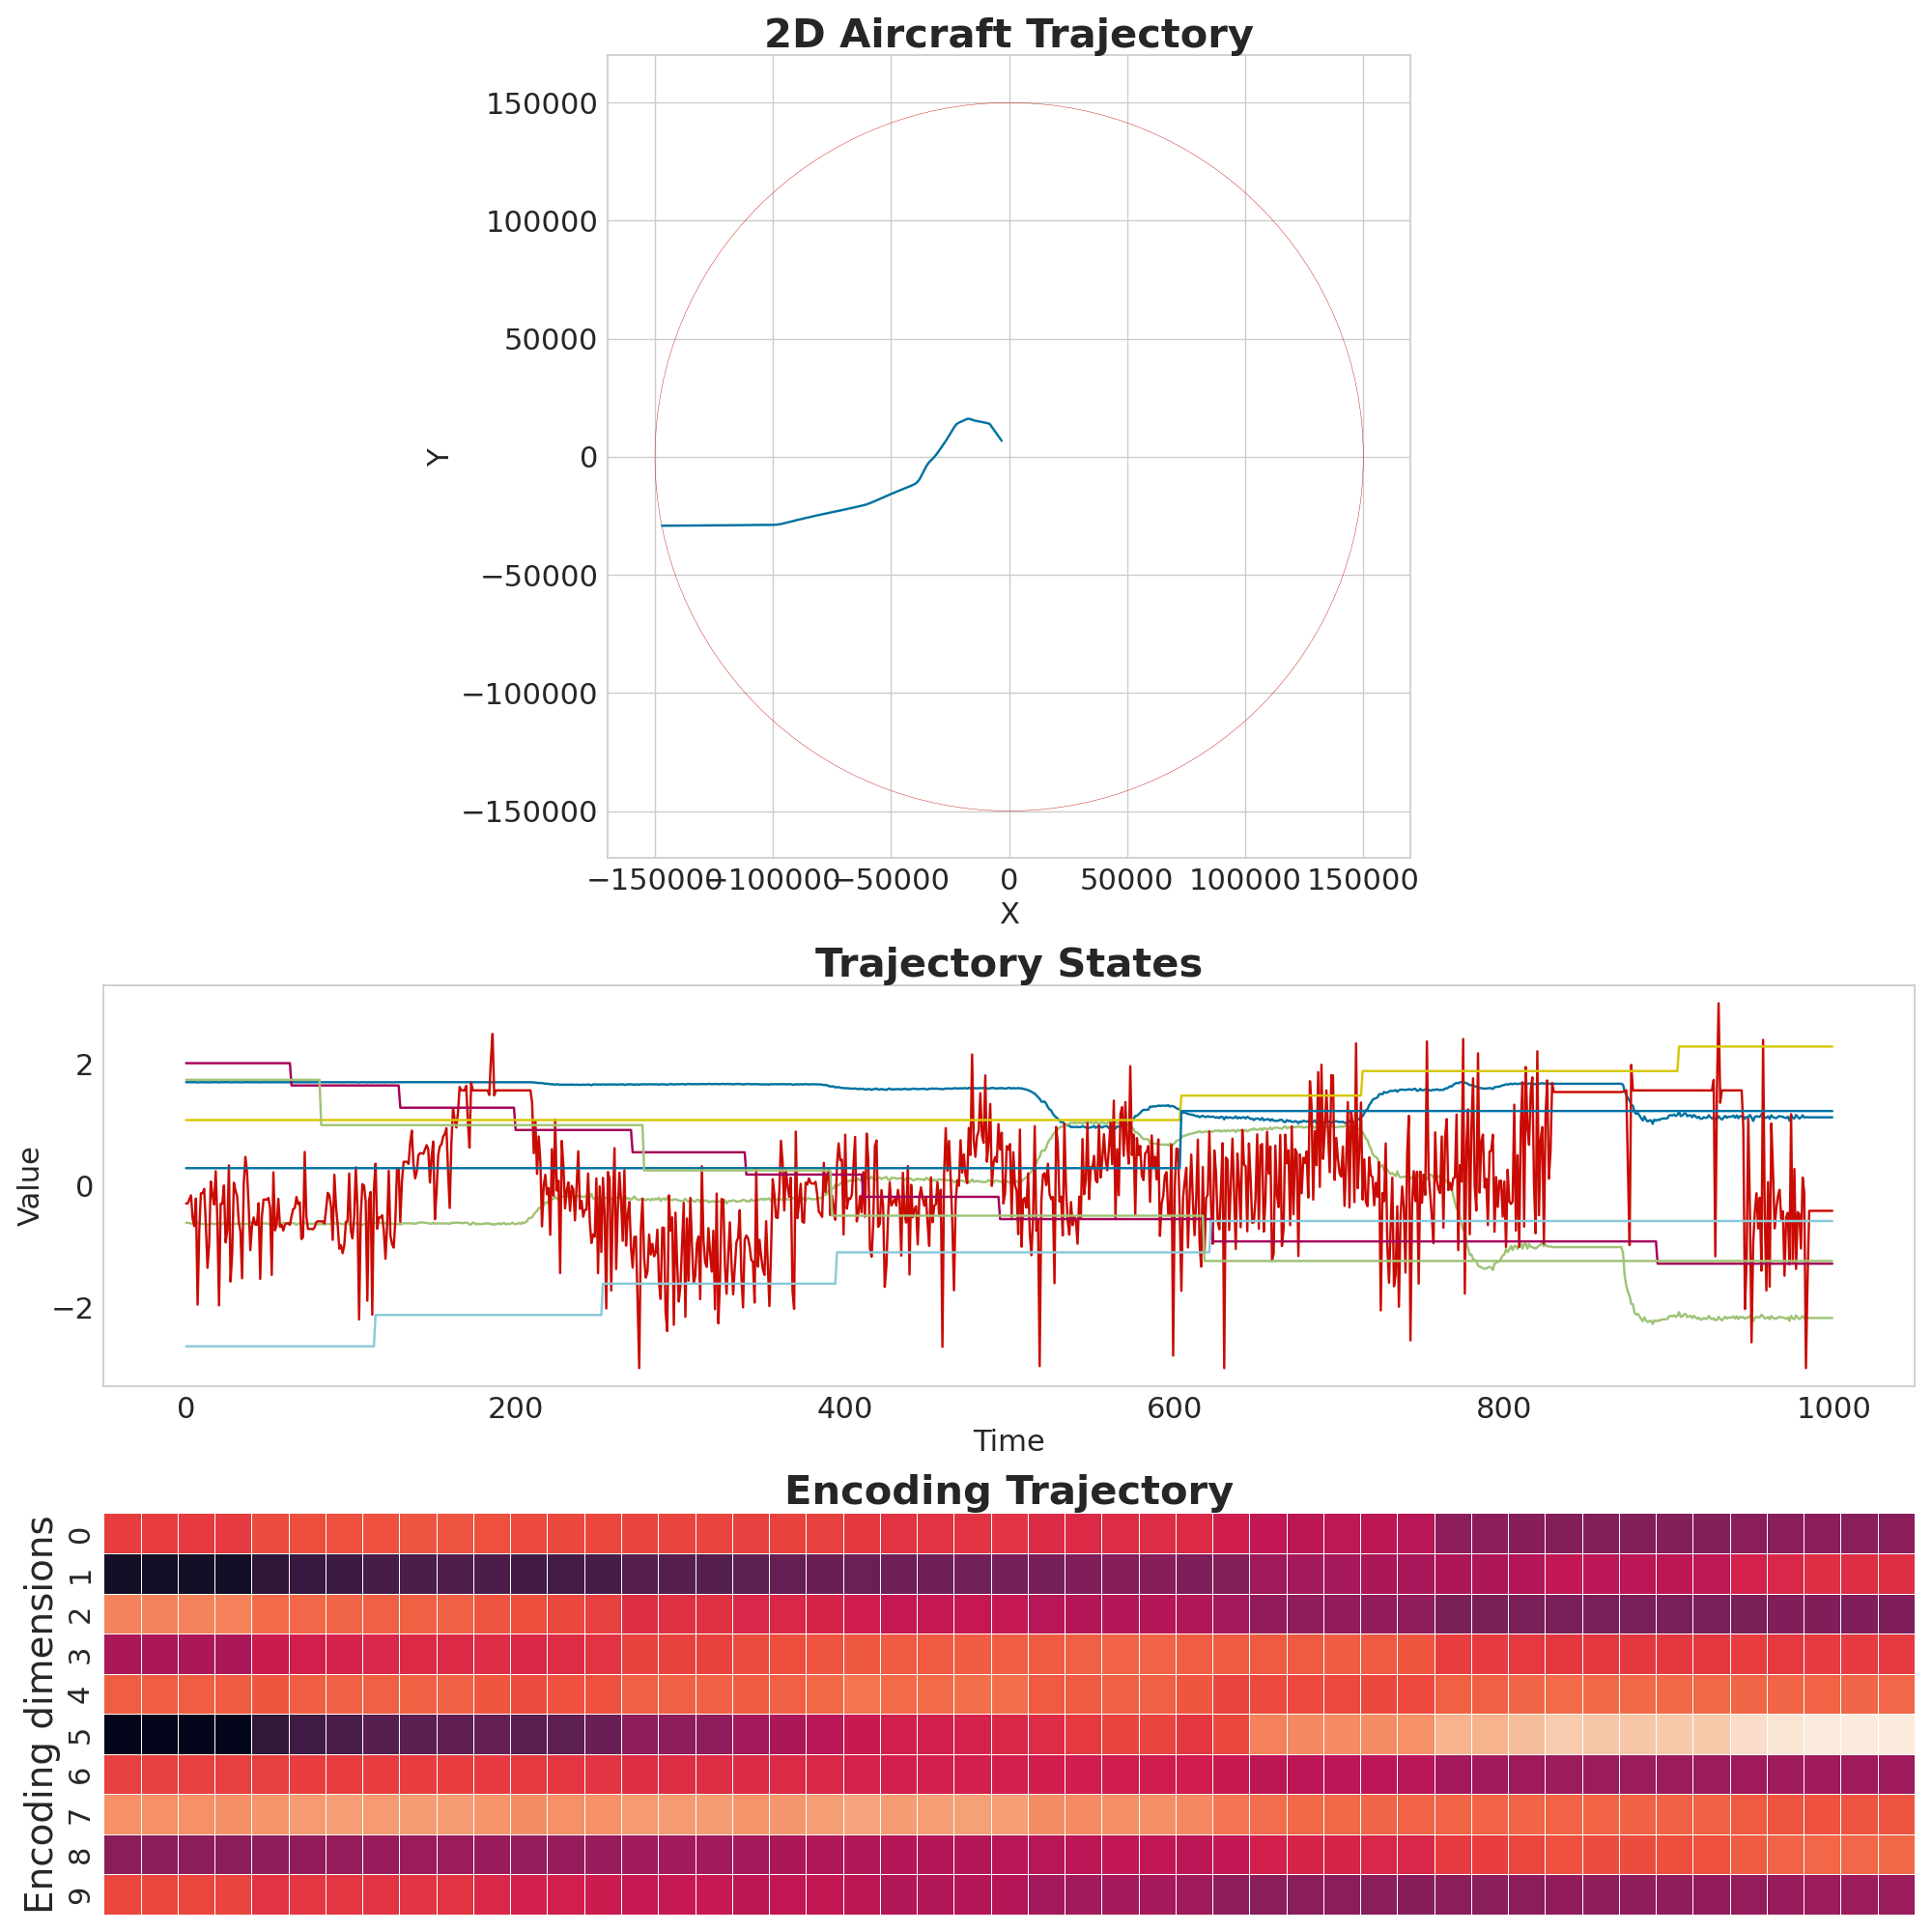 2D Aircraft Trajectory
150000
100000
50000
0
−50000
−100000
−150000
Y
−150000 −100000 −50000 0 50000 100000 150000
X
Trajectory States
2
0
−2
Value
0 200 400 600 800 1000
Time
Encoding Trajectory
Encoding dimensions
0
1
2
3
4
5
6
7
8
9